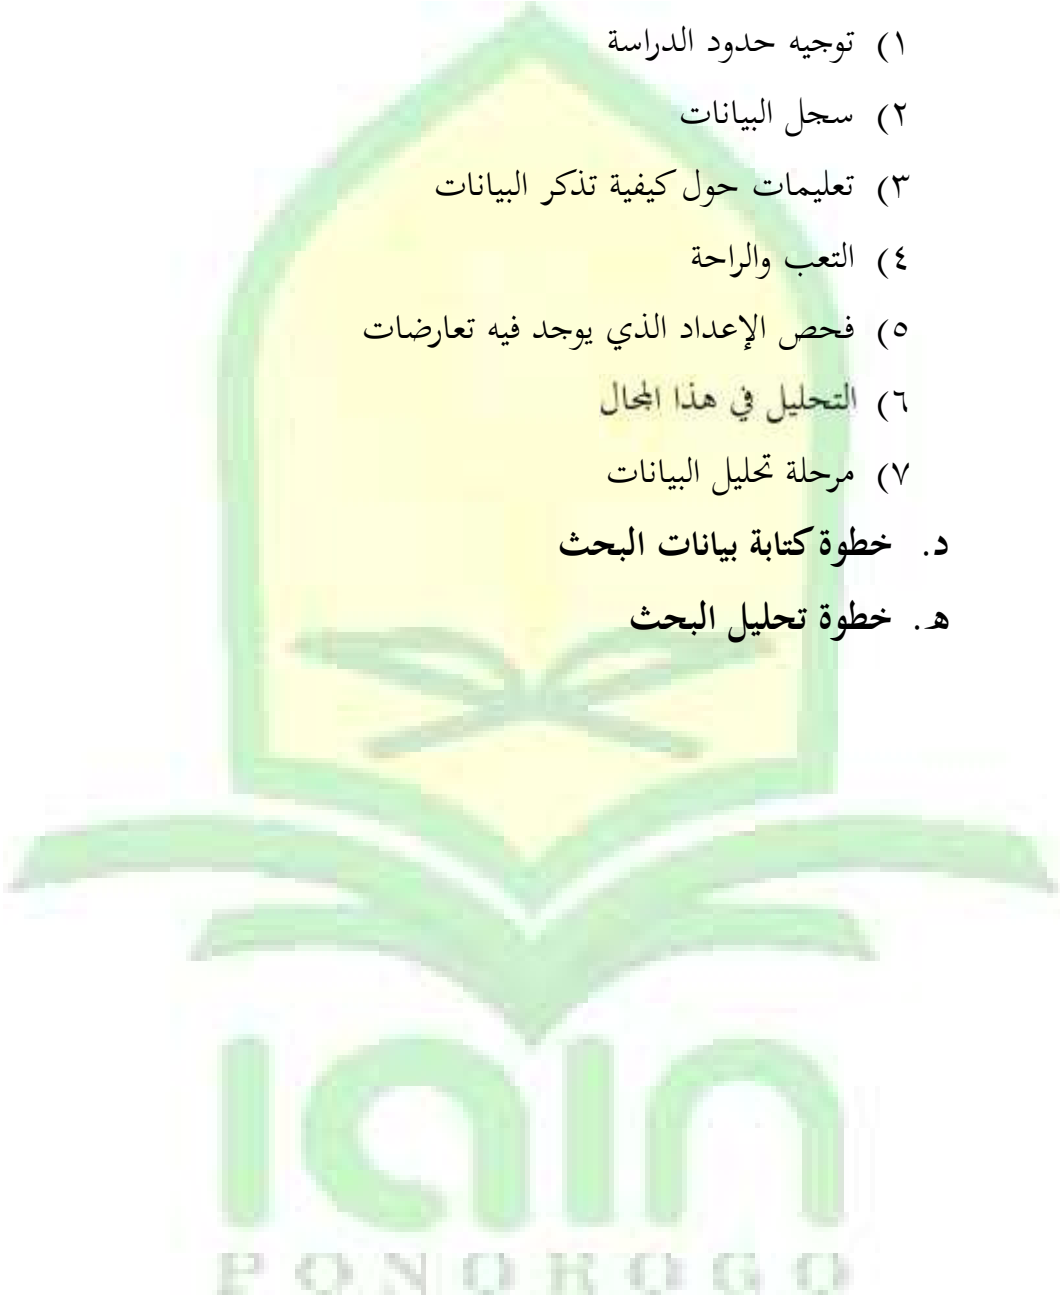 ١) توجيه حدود الدراسة
٢) سجل البيانات
٣) تعليمات حول كيفية تذكر البيانات
٤) التعب والراحة
٥) فحص الإعداد الذي يوجد فيه تعارضات
٦) التحليل في هذا المجال
٧) مرحلة تحليل البيانات
د. خطوة كتابة بيانات البحث
هـ. خطوة تحليل البحث
iain
PONOROGO